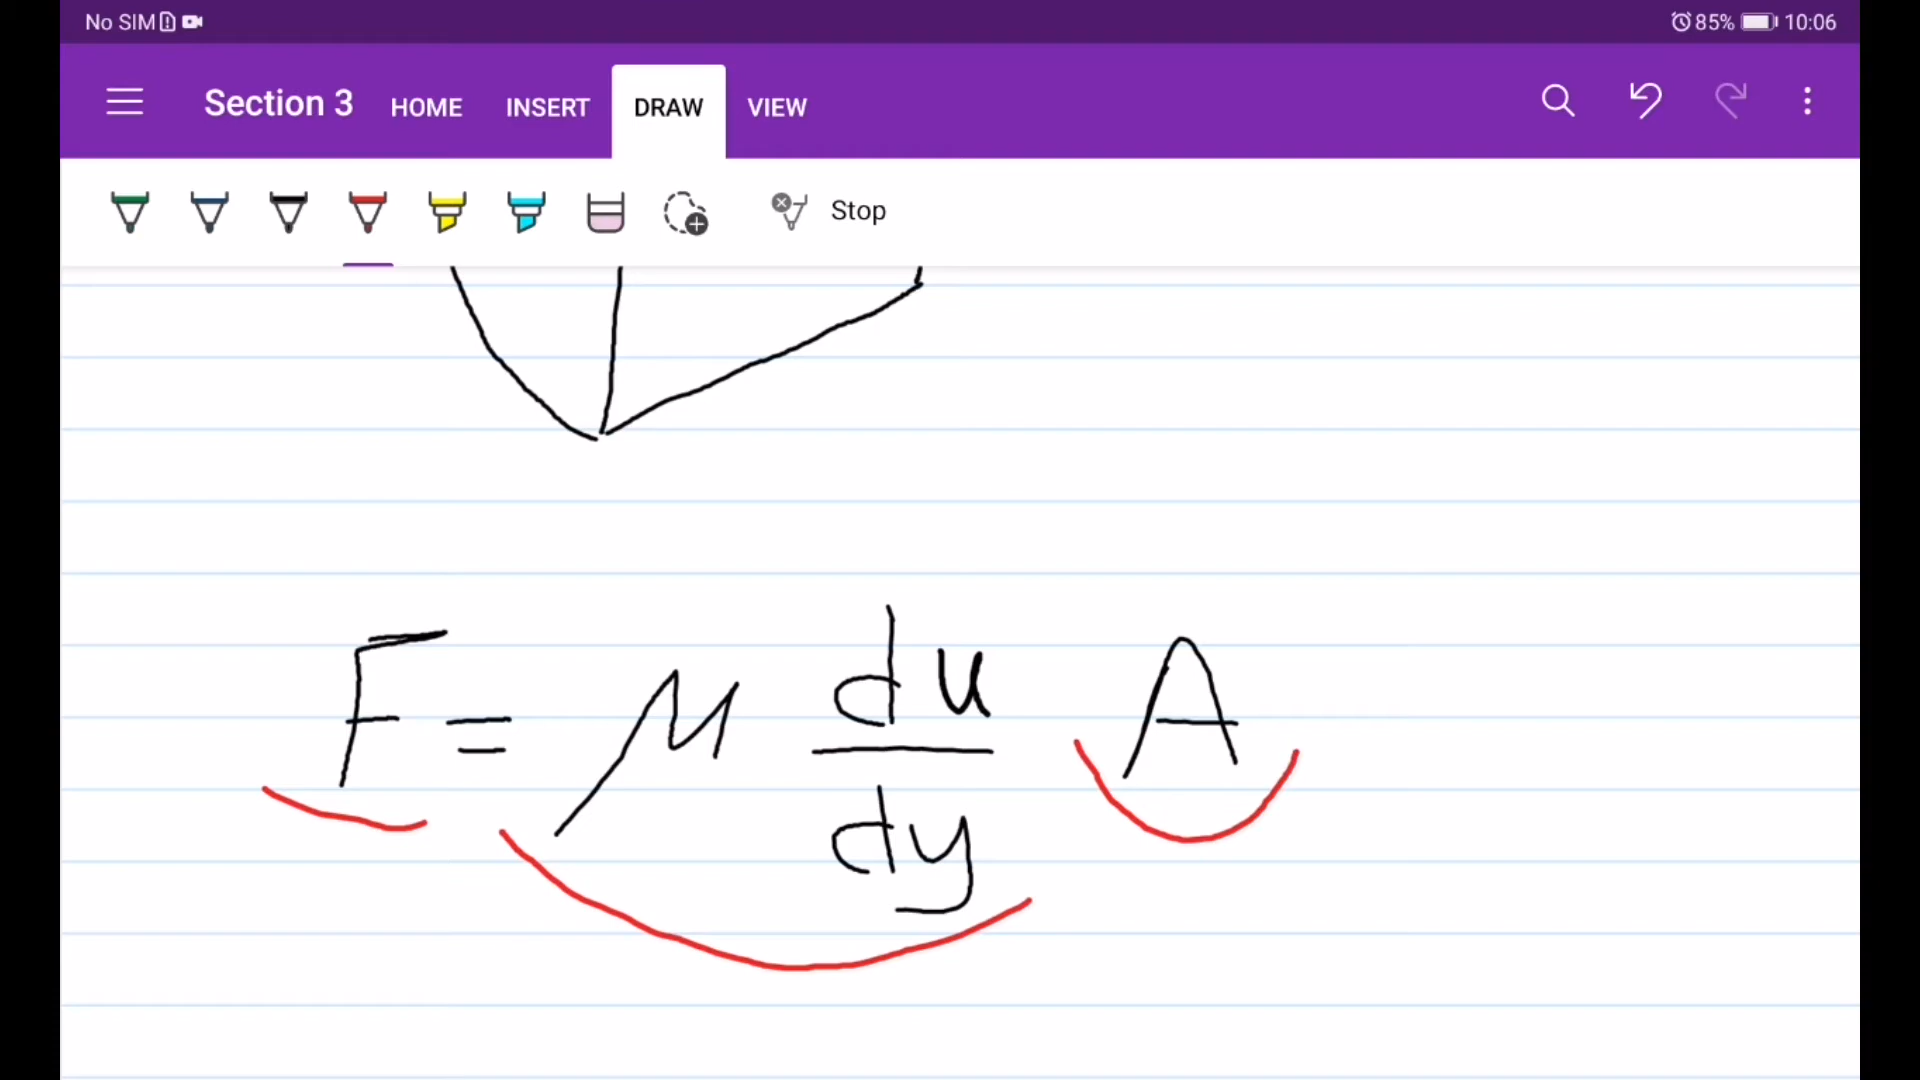 No SIM 85% 10:06
Section 3 HOME INSERT DRAW VIEW
Stop
F = μ du/dy A